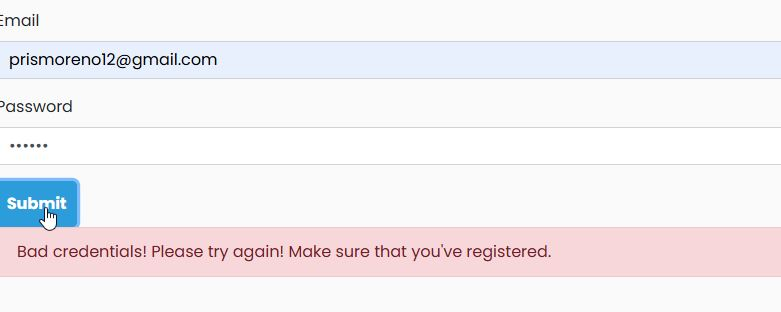 Email
prismoreno12@gmail.com
Password
••••••
Submit
Bad credentials! Please try again! Make sure that you've registered.